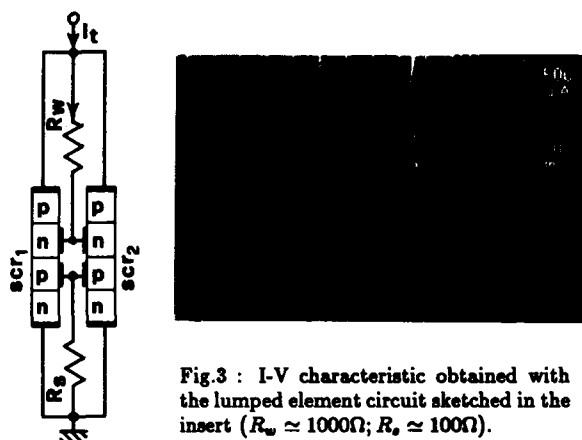 It
Rw
p
p
n
n
scr1
scr2
p
p
n
n
Rs
Fig.3 : I-V characteristic obtained with
the lumped element circuit sketched in the
insert (Rw ≃ 1000Ω; Rs ≃ 100Ω).